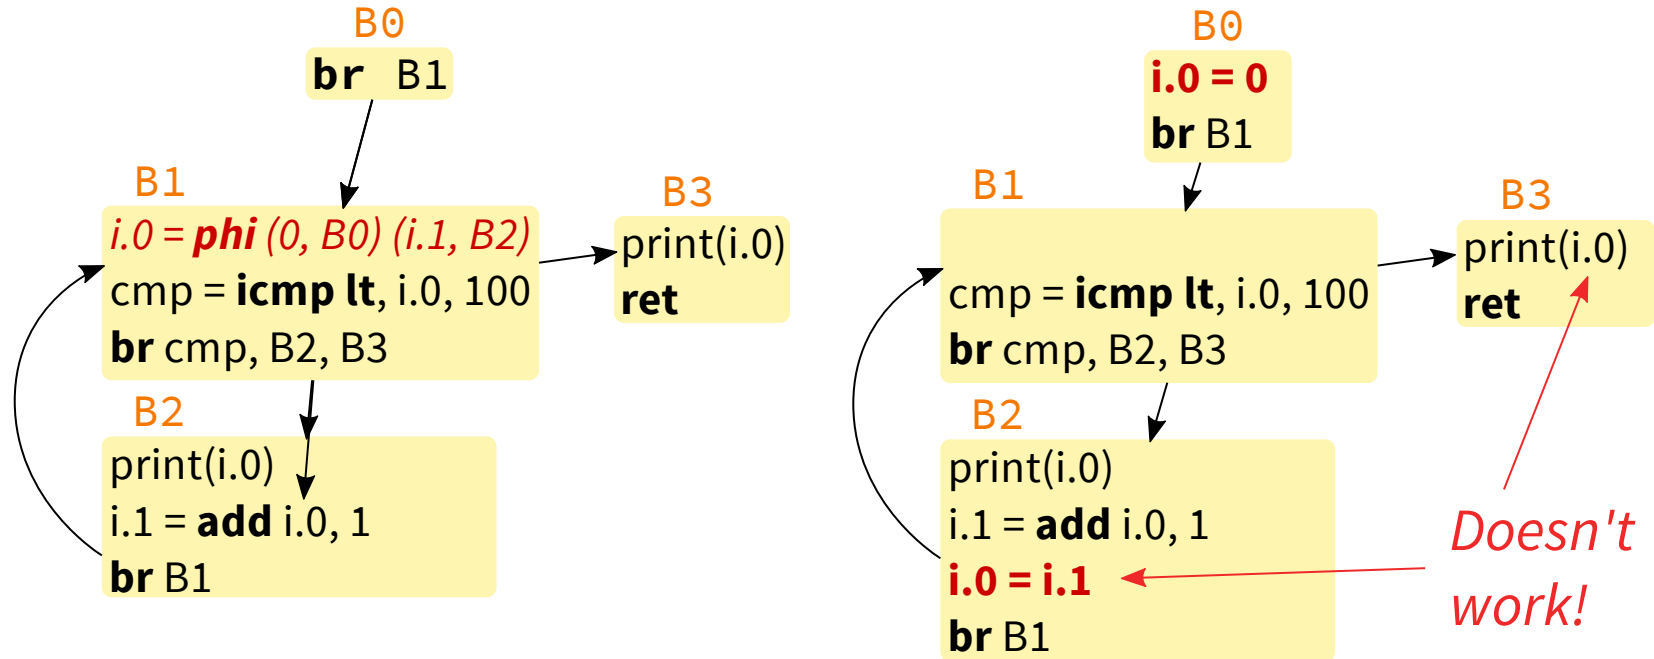 B0
br B1
B1
i.0 = phi (0, B0) (i.1, B2)
cmp = icmp lt, i.0, 100
br cmp, B2, B3
B3
print(i.0)
ret
B2
print(i.0)
i.1 = add i.0, 1
br B1
B0
i.0 = 0
br B1
B1
cmp = icmp lt, i.0, 100
br cmp, B2, B3
B3
print(i.0)
ret
B2
print(i.0)
i.1 = add i.0, 1
i.0 = i.1
br B1
Doesn't
work!